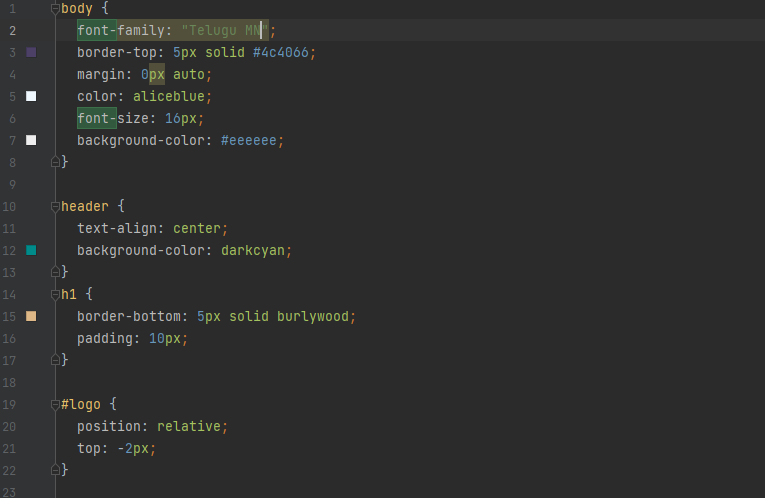 1 body {
2 font-family: "Telugu MN";
3 border-top: 5px solid #4c4066;
4 margin: 0px auto;
5 color: aliceblue;
6 font-size: 16px;
7 background-color: #eeeeee;
8 }
9
10 header {
11 text-align: center;
12 background-color: darkcyan;
13 }
14 h1 {
15 border-bottom: 5px solid burlywood;
16 padding: 10px;
17 }
18
19 #logo {
20 position: relative;
21 top: -2px;
22 }
23